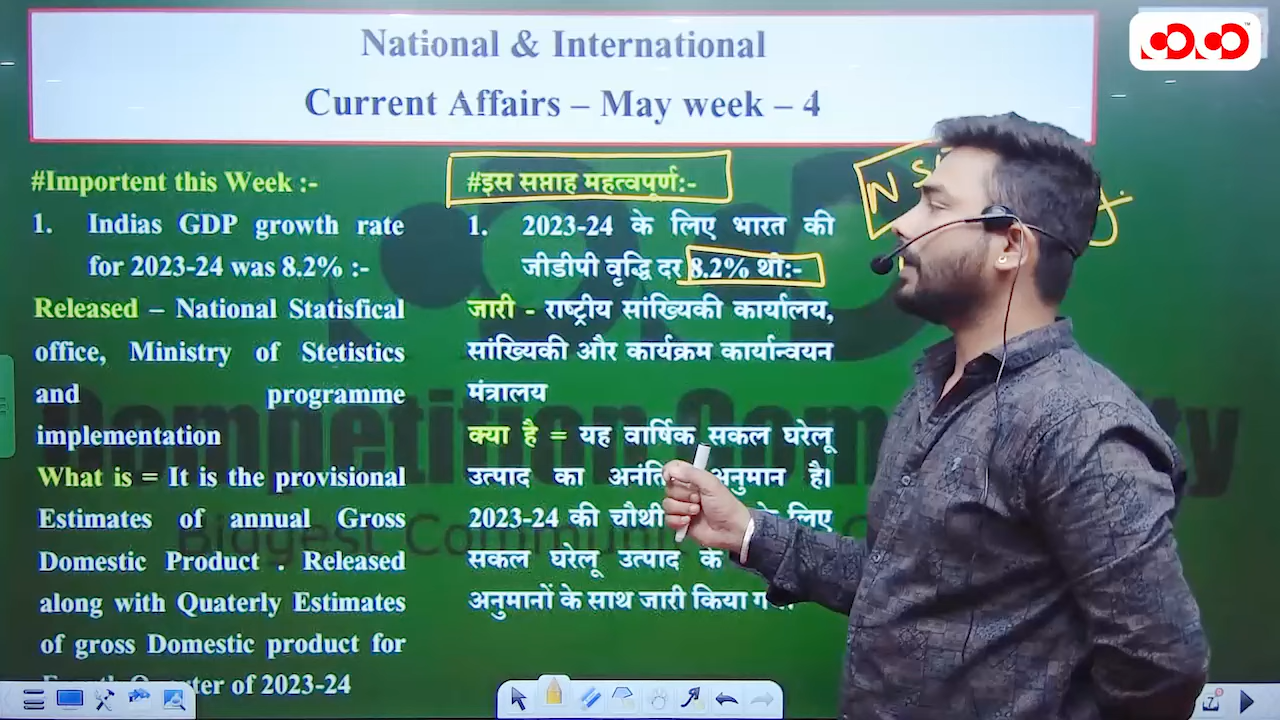 National & International
Current Affairs – May week – 4
#Importent this Week :-
1. Indias GDP growth rate
for 2023-24 was 8.2% :-
Released – National Statisfical
office, Ministry of Stetistics
and programme
implementation
What is = It is the provisional
Estimates of annual Gross
Domestic Product . Released
along with Quaterly Estimates
of gross Domestic product for
of 2023-24
#इस सप्ताह महत्वपूर्ण:-
1. 2023-24 के लिए भारत की
जीडीपी वृद्धि दर 8.2% थी:-
जारी - राष्ट्रीय सांख्यिकी कार्यालय,
सांख्यिकी और कार्यक्रम कार्यान्वयन
मंत्रालय
क्या है = यह वार्षिक सकल घरेलू
उत्पाद का अनुमान है।
2023-24 की चौथी लिए
सकल घरेलू उत्पाद के
अनुमानों के साथ जारी किया
Competition Community
Biggest